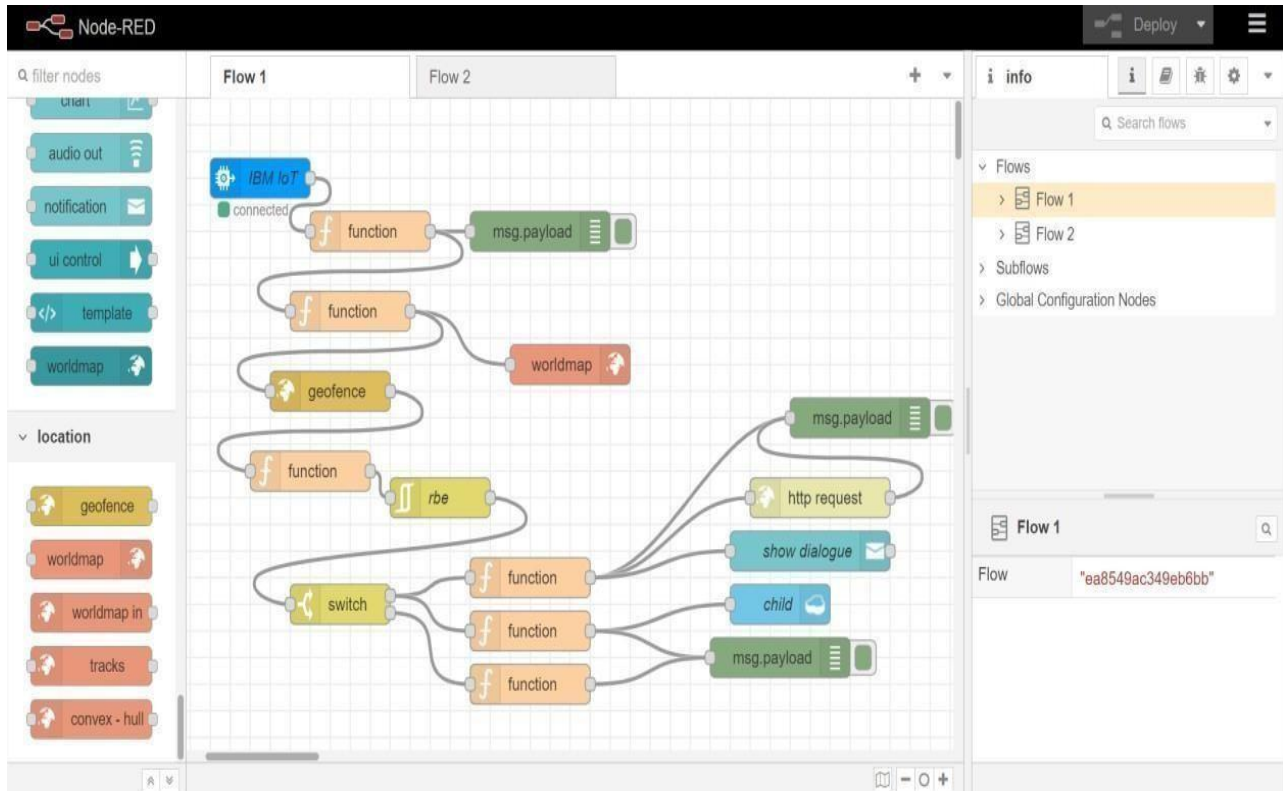 Node-RED
Deploy
filter nodes
Flow 1
Flow 2
i info
i
Search flows
chart
audio out
notification
ui control
</> template
worldmap
location
geofence
worldmap
worldmap in
tracks
convex - hull
IBM IoT
connected
f function
msg.payload
f function
worldmap
geofence
msg.payload
f function
rbe
http request
show dialogue
f function
switch
child
f function
msg.payload
f function
Flows
Flow 1
Flow 2
Subflows
Global Configuration Nodes
Flow 1
Flow "ea8549ac349eb6bb"